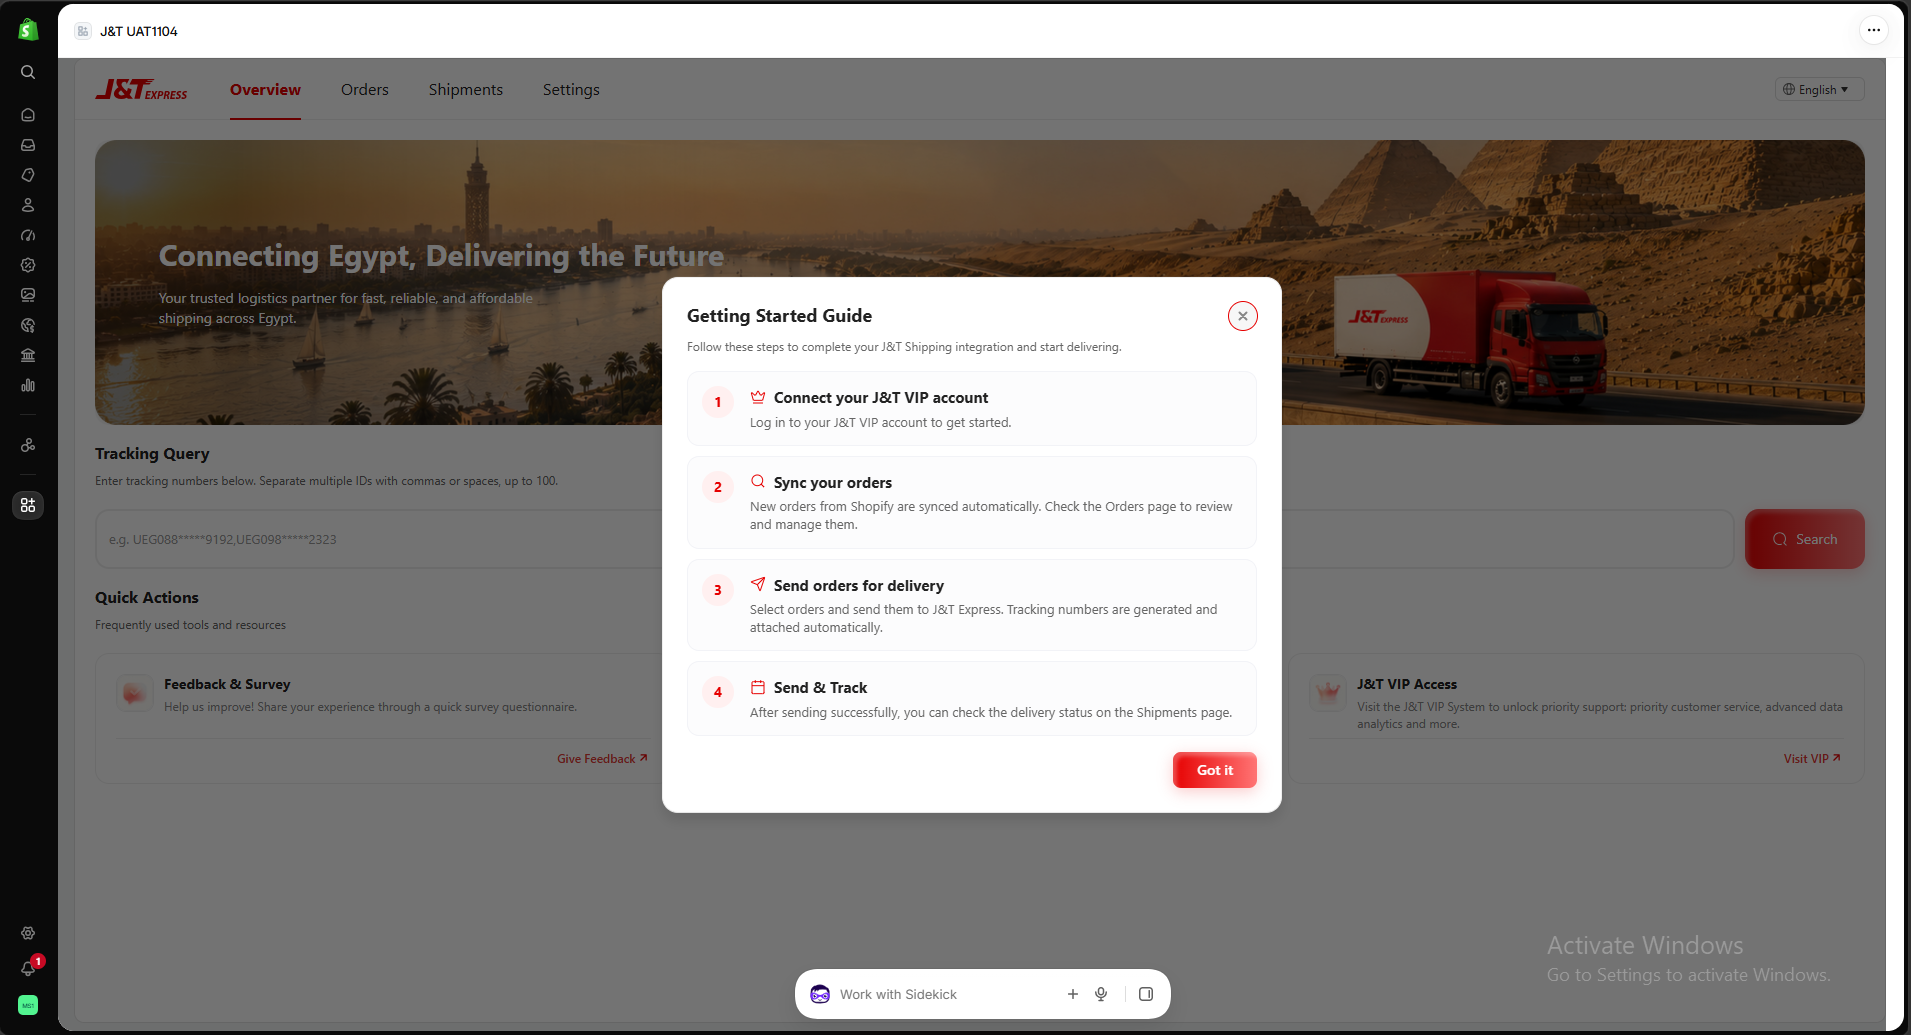 J&T UAT1104
J&T EXPRESS
Overview
Orders
Shipments
Settings
English
Connecting Egypt, Delivering the Future
Your trusted logistics partner for fast, reliable, and affordable
shipping across Egypt.
J&T EXPRESS
Getting Started Guide
Follow these steps to complete your J&T Shipping integration and start delivering.
1
Connect your J&T VIP account
Log in to your J&T VIP account to get started.
2
Sync your orders
New orders from Shopify are synced automatically. Check the Orders page to review
and manage them.
3
Send orders for delivery
Select orders and send them to J&T Express. Tracking numbers are generated and
attached automatically.
4
Send & Track
After sending successfully, you can check the delivery status on the Shipments page.
Got it
Tracking Query
Enter tracking numbers below. Separate multiple IDs with commas or spaces, up to 100.
e.g. UEG088*****9192,UEG098*****2323
Search
Quick Actions
Frequently used tools and resources
Feedback & Survey
Help us improve! Share your experience through a quick survey questionnaire.
Give Feedback
J&T VIP Access
Visit the J&T VIP System to unlock priority support: priority customer service, advanced data
analytics and more.
Visit VIP
Activate Windows
Go to Settings to activate Windows.
1
MS1
Work with Sidekick